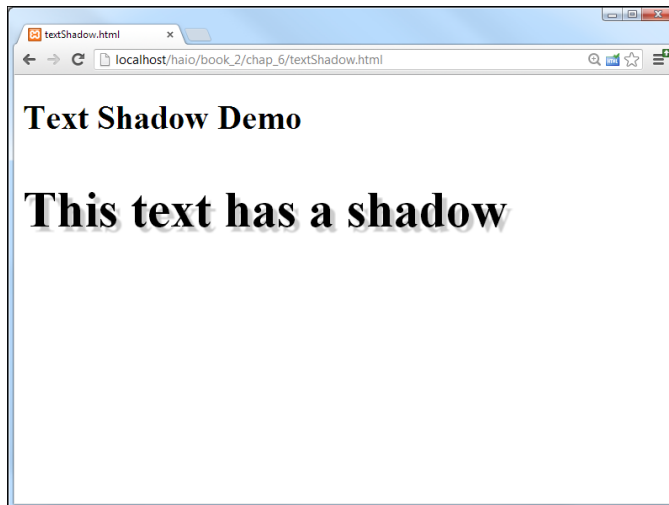 textShadow.html
localhost/haio/book_2/chap_6/textShadow.html
Text Shadow Demo
This text has a shadow